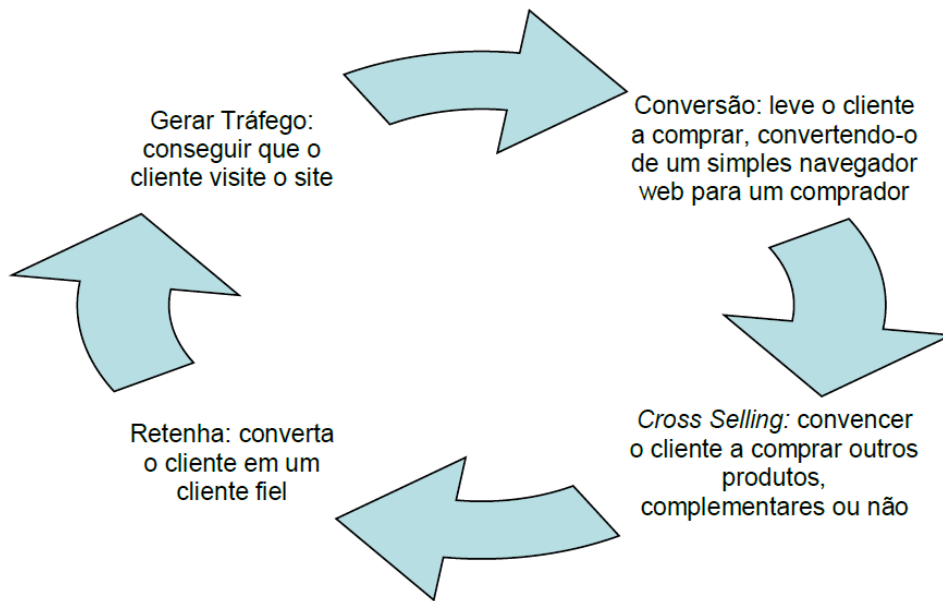 Gerar Tráfego:
conseguir que o
cliente visite o site
Conversão: leve o cliente
a comprar, convertendo-o
de um simples navegador
web para um comprador
Cross Selling: convencer
o cliente a comprar outros
produtos,
complementares ou não
Retenha: converta
o cliente em um
cliente fiel